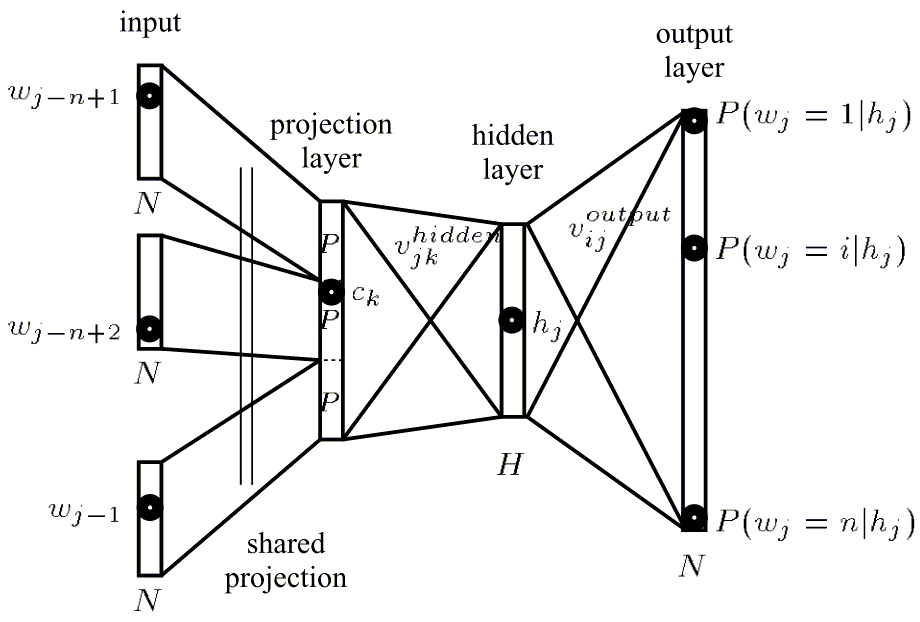 input
w_{j−n+1}
N
w_{j−n+2}
N
w_{j−1}
N
projection
layer
P
c_k
P
P
shared
projection
v_{jk}^{hidden}
hidden
layer
h_j
H
v_{ij}^{output}
output
layer
P(w_j = 1|h_j)
P(w_j = i|h_j)
P(w_j = n|h_j)
N